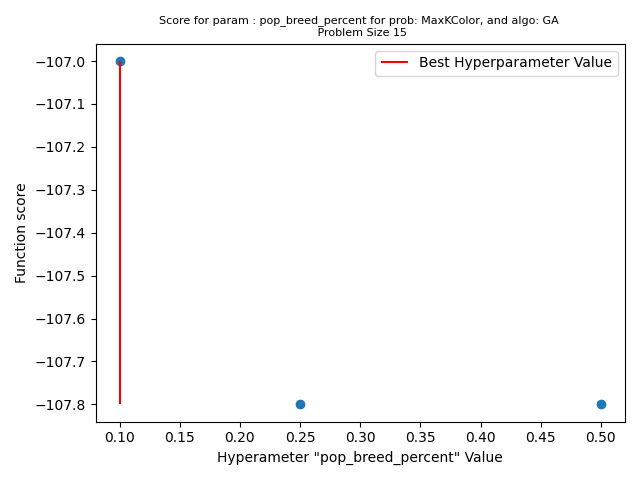 Score for param : pop_breed_percent for prob: MaxKColor, and algo: GA
Problem Size 15
Best Hyperparameter Value
Function score
−107.0
−107.1
−107.2
−107.3
−107.4
−107.5
−107.6
−107.7
−107.8
0.10 0.15 0.20 0.25 0.30 0.35 0.40 0.45 0.50
Hyperameter "pop_breed_percent" Value